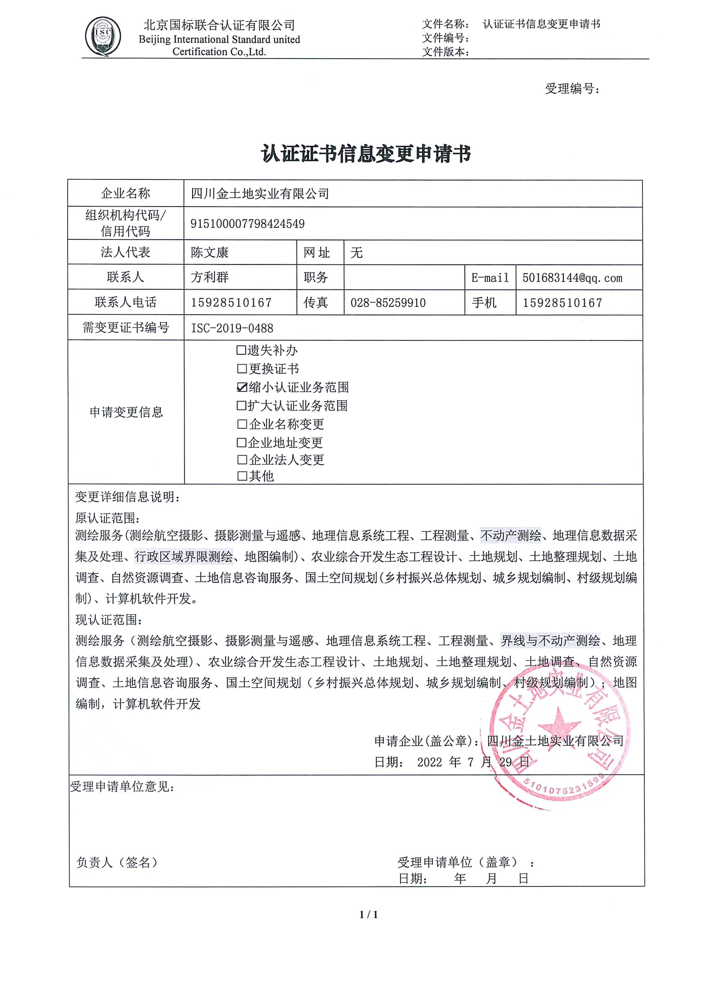 ISC
北京国标联合认证有限公司
Beijing International Standard united
Certification Co.,Ltd.
文件名称： 认证证书信息变更申请书
文件编号：
文件版本：
受理编号：
认证证书信息变更申请书
企业名称 四川金土地实业有限公司
组织机构代码/
信用代码 915100007798424549
法人代表 陈文康 网址 无
联系人 方利群 职务 E-mail 501683144@qq.com
联系人电话 15928510167 传真 028-85259910 手机 15928510167
需变更证书编号 ISC-2019-0488
申请变更信息
□遗失补办
□更换证书
☑缩小认证业务范围
□扩大认证业务范围
□企业名称变更
□企业地址变更
□企业法人变更
□其他
变更详细信息说明：
原认证范围：
测绘服务(测绘航空摄影、摄影测量与遥感、地理信息系统工程、工程测量、不动产测绘、地理信息数据采
集及处理、行政区域界限测绘、地图编制)、农业综合开发生态工程设计、土地规划、土地整理规划、土地
调查、自然资源调查、土地信息咨询服务、国土空间规划(乡村振兴总体规划、城乡规划编制、村级规划编
制)、计算机软件开发。
现认证范围：
测绘服务（测绘航空摄影、摄影测量与遥感、地理信息系统工程、工程测量、界线与不动产测绘、地理
信息数据采集及处理)、农业综合开发生态工程设计、土地规划、土地整理规划、土地调查、自然资源
调查、土地信息咨询服务、国土空间规划（乡村振兴总体规划、城乡规划编制、村级规划编制）；地图
编制，计算机软件开发
申请企业(盖公章)：四川金土地实业有限公司
日期： 2022 年 7 月 29 日
四川金土地实业有限公司
5101075231599
受理申请单位意见：
负责人（签名）
受理申请单位（盖章）：
日期： 年 月 日
1 / 1